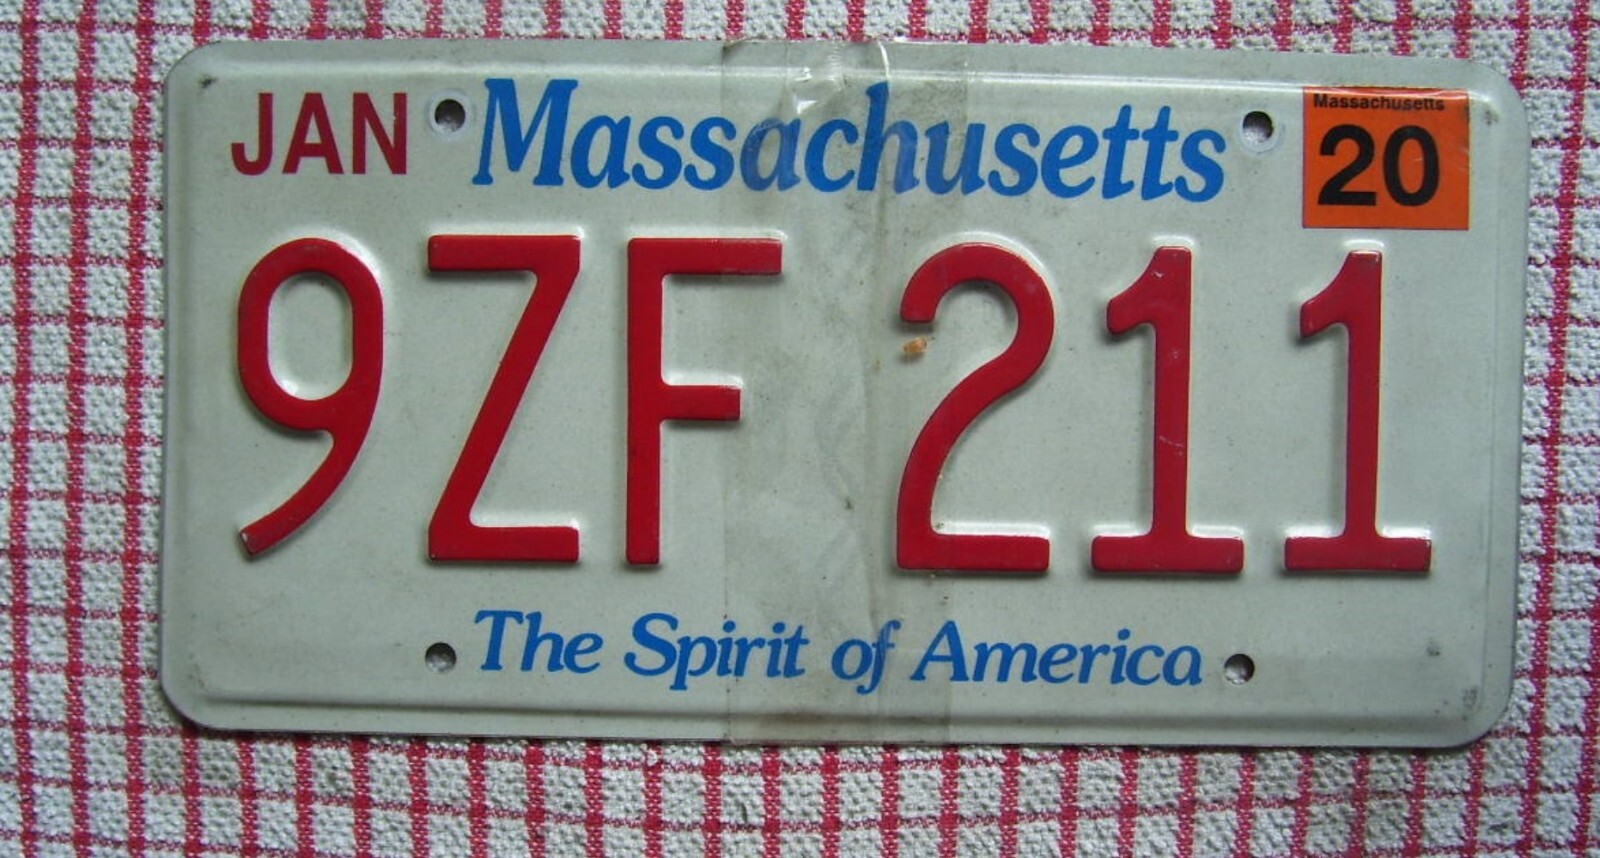 JAN Massachusetts
Massachusetts
20
9ZF 211
The Spirit of America